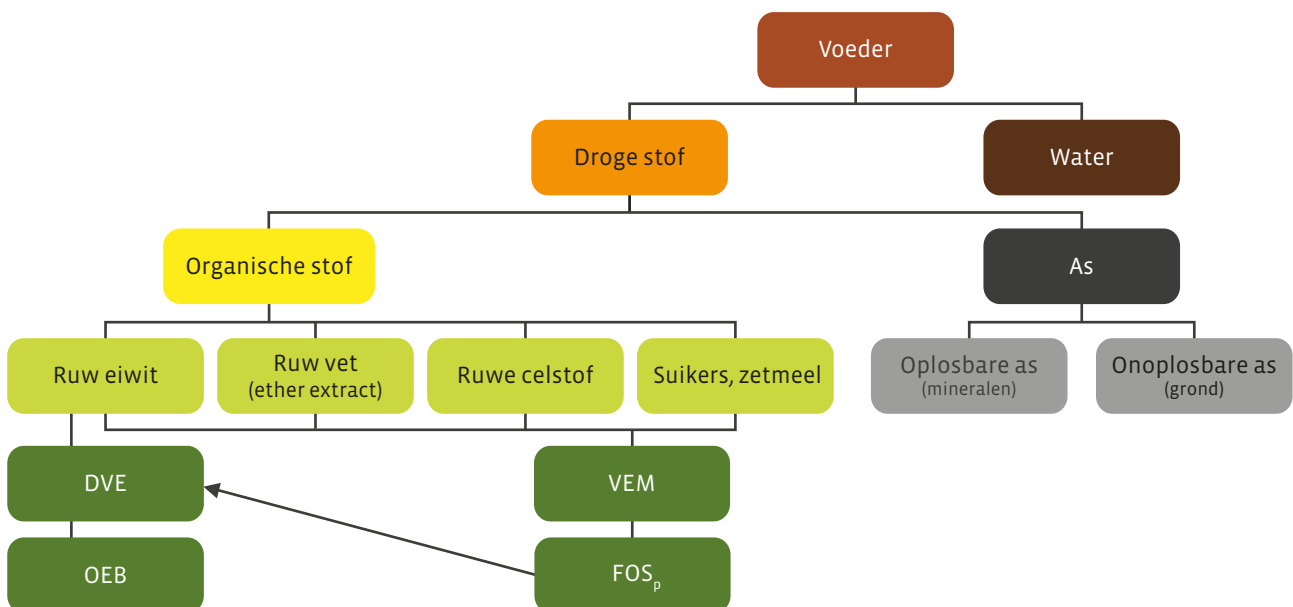 Voeder
Droge stof
Water
Organische stof
As
Ruw eiwit
Ruw vet
(ether extract)
Ruwe celstof
Suikers, zetmeel
Oplosbare as
(mineralen)
Onoplosbare as
(grond)
DVE
VEM
OEB
FOSp